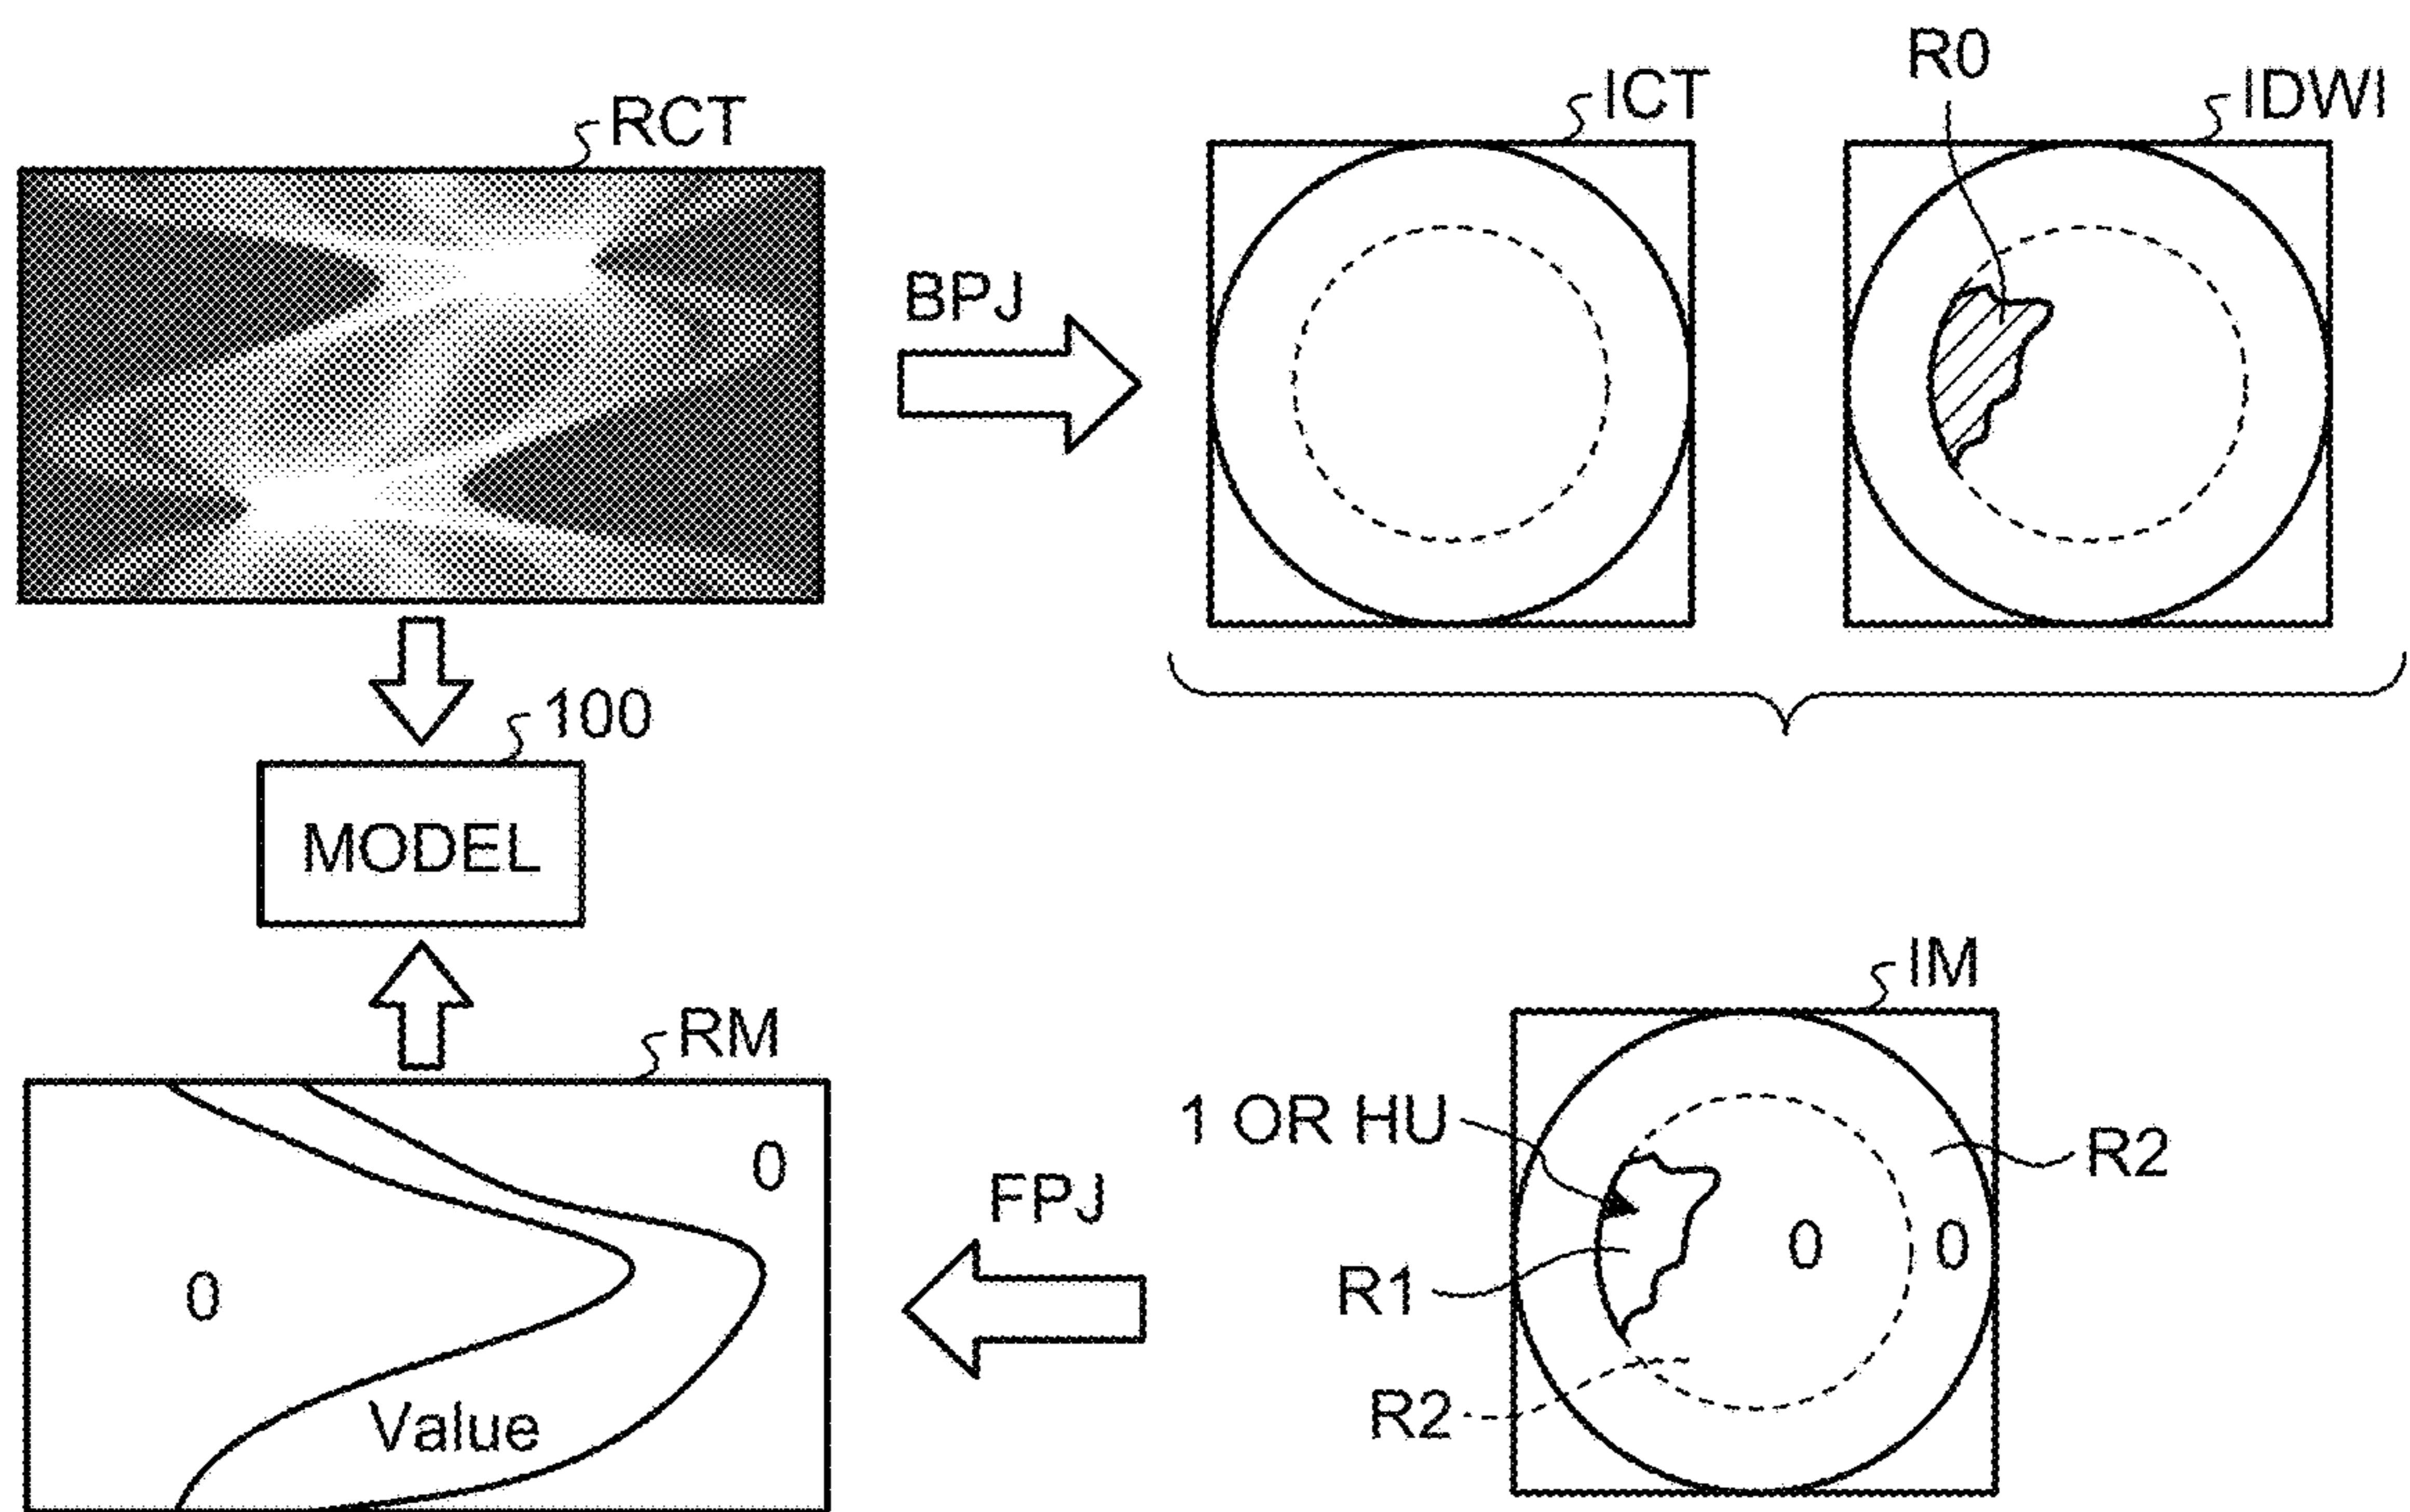 R0
RCT
ICT
IDWI
BPJ
100
MODEL
RM
IM
1 OR HU
0
R2
FPJ
0
0
R1
0
Value
R2